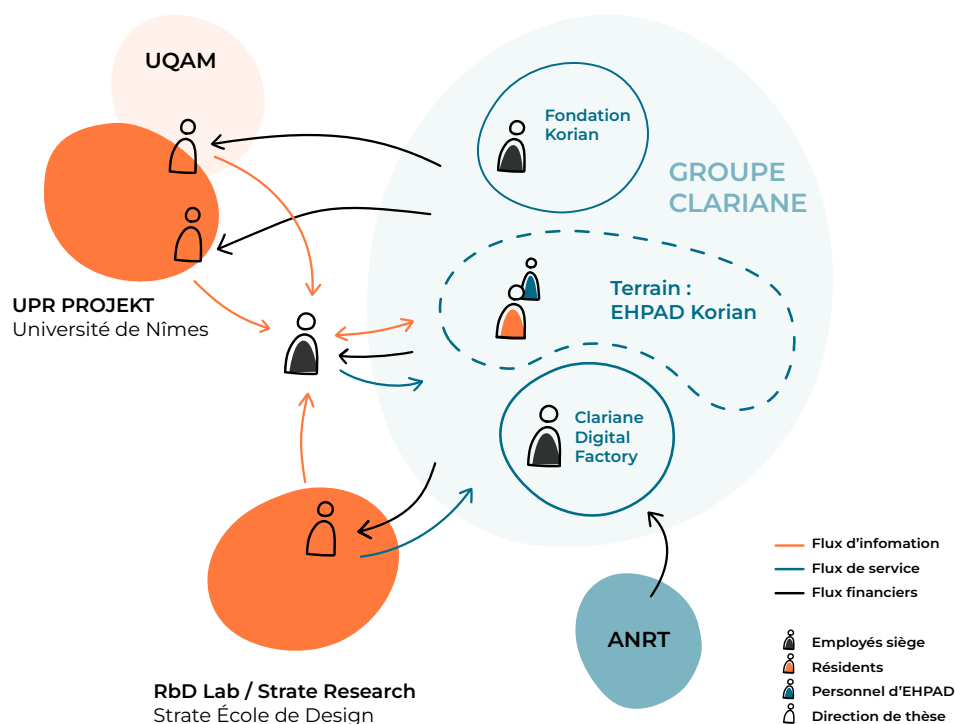 UQAM
Fondation
Korian
GROUPE
CLARIANE
UPR PROJEKT
Université de Nîmes
Terrain :
EHPAD Korian
Clariane
Digital
Factory
ANRT
RbD Lab / Strate Research
Strate École de Design
Flux d’infomation
Flux de service
Flux financiers
Employés siège
Résidents
Personnel d’EHPAD
Direction de thèse